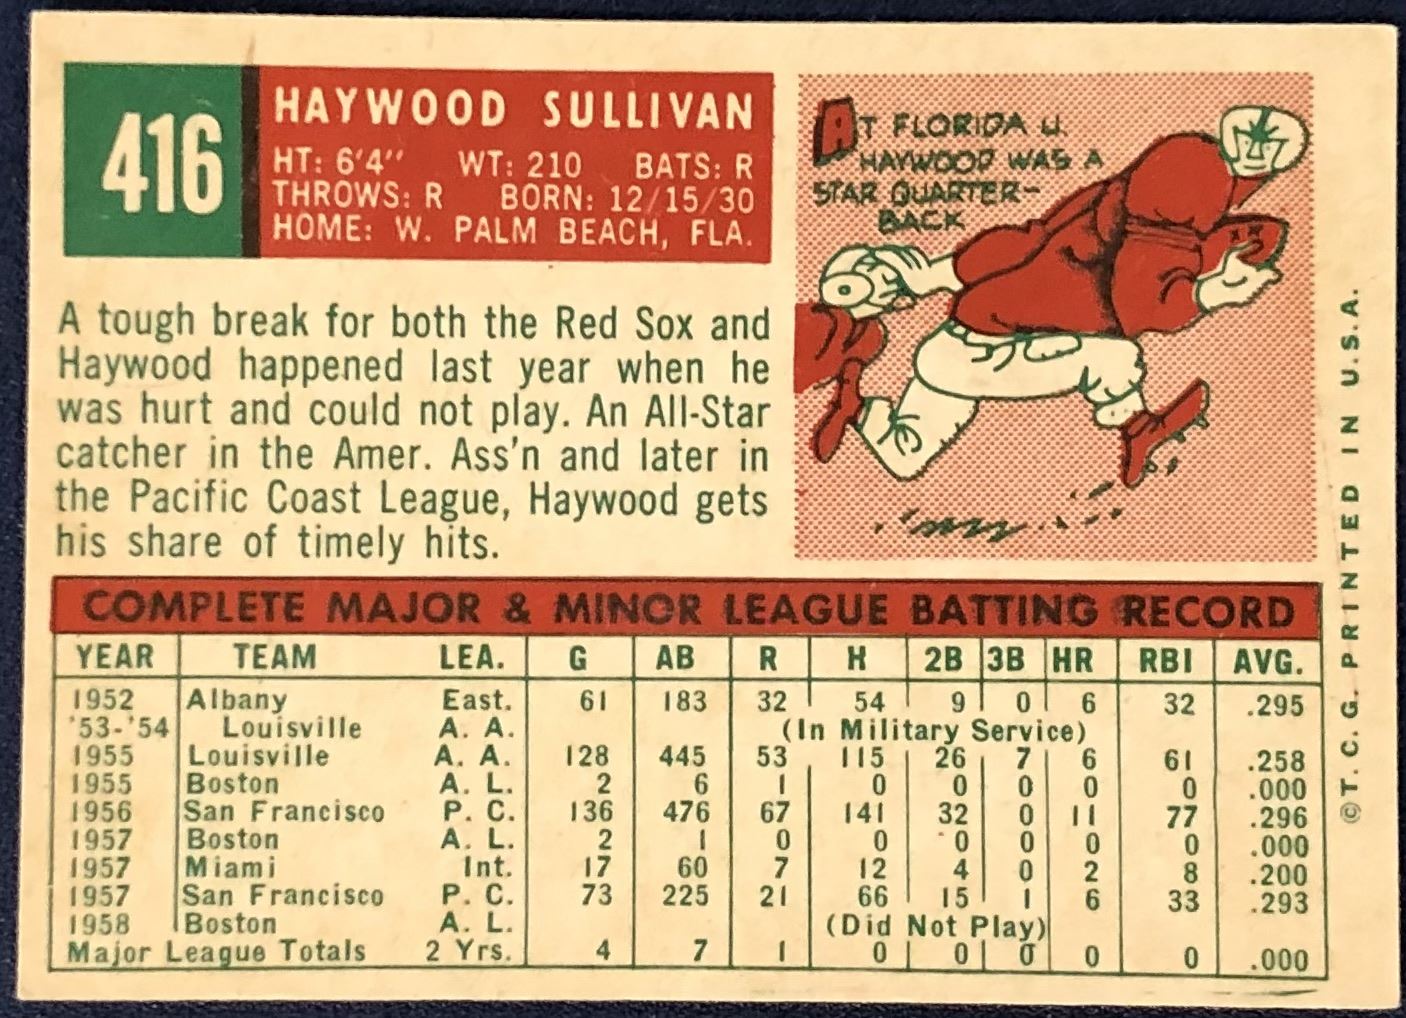 416
HAYWOOD SULLIVAN
HT: 6'4" WT: 210 BATS: R
THROWS: R BORN: 12/15/30
HOME: W. PALM BEACH, FLA.
AT FLORIDA U.
HAYWOOD WAS A
STAR QUARTER-
BACK
A tough break for both the Red Sox and
Haywood happened last year when he
was hurt and could not play. An All-Star
catcher in the Amer. Ass'n and later in
the Pacific Coast League, Haywood gets
his share of timely hits.
COMPLETE MAJOR & MINOR LEAGUE BATTING RECORD
YEAR TEAM LEA. G AB R H 2B 3B HR RBI AVG.
1952 Albany East. 61 183 32 54 9 0 6 32 .295
'53-'54 Louisville A. A. (In Military Service)
1955 Louisville A. A. 128 445 53 115 26 7 6 61 .258
1955 Boston A. L. 2 6 1 0 0 0 0 0 .000
1956 San Francisco P. C. 136 476 67 141 32 0 11 77 .296
1957 Boston A. L. 2 1 0 0 0 0 0 0 .000
1957 Miami Int. 17 60 7 12 4 0 2 8 .200
1957 San Francisco P. C. 73 225 21 66 15 1 6 33 .293
1958 Boston A. L. (Did Not Play)
Major League Totals 2 Yrs. 4 7 1 0 0 0 0 0 .000
©T.C.G. PRINTED IN U.S.A.